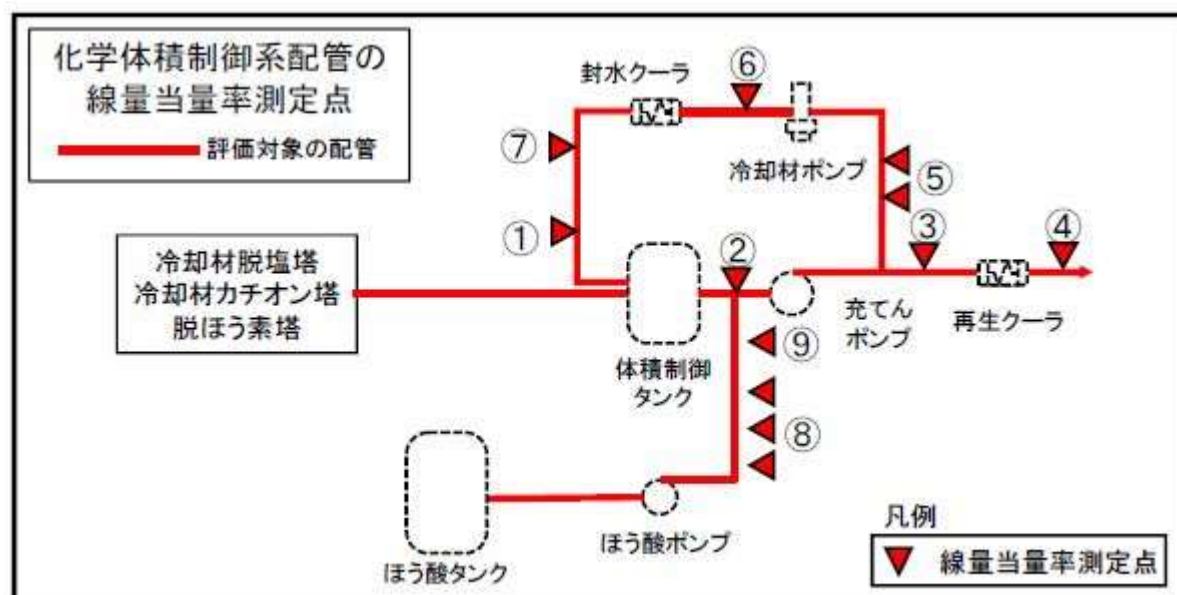 化学体積制御系配管の
線量当量率測定点
評価対象の配管
封水クーラ
⑥
⑦
冷却材ポンプ
⑤
①
②
③
④
冷却材脱塩塔
冷却材カチオン塔
脱ほう素塔
充てん
ポンプ
再生クーラ
⑨
体積制御
タンク
⑧
ほう酸ポンプ
ほう酸タンク
凡例
線量当量率測定点